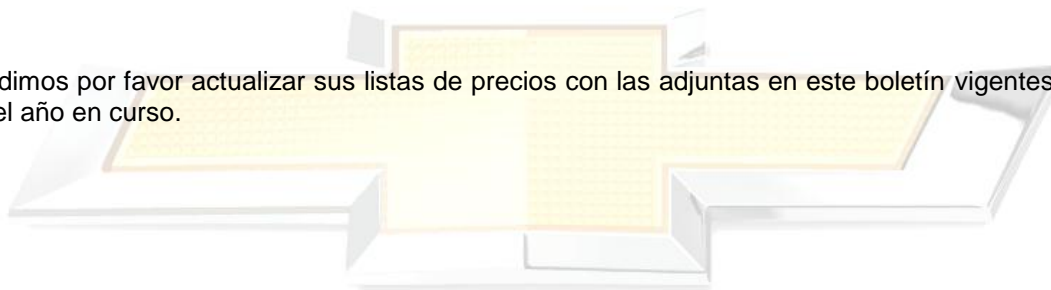 dimos por favor actualizar sus listas de precios con las adjuntas en este boletín vigentes
el año en curso.